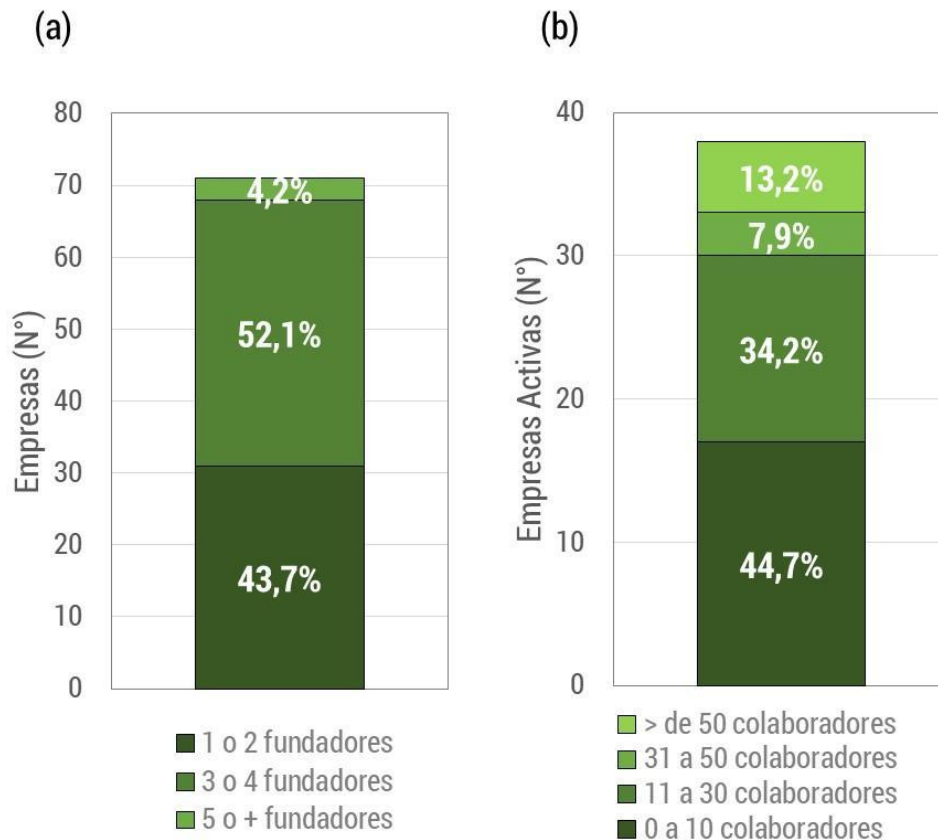 (a)
Empresas (N°)
80
70
60
50
40
30
20
10
0
4,2%
52,1%
43,7%
1 o 2 fundadores
3 o 4 fundadores
5 o + fundadores
(b)
Empresas Activas (N°)
40
30
20
10
0
13,2%
7,9%
34,2%
44,7%
> de 50 colaboradores
31 a 50 colaboradores
11 a 30 colaboradores
0 a 10 colaboradores